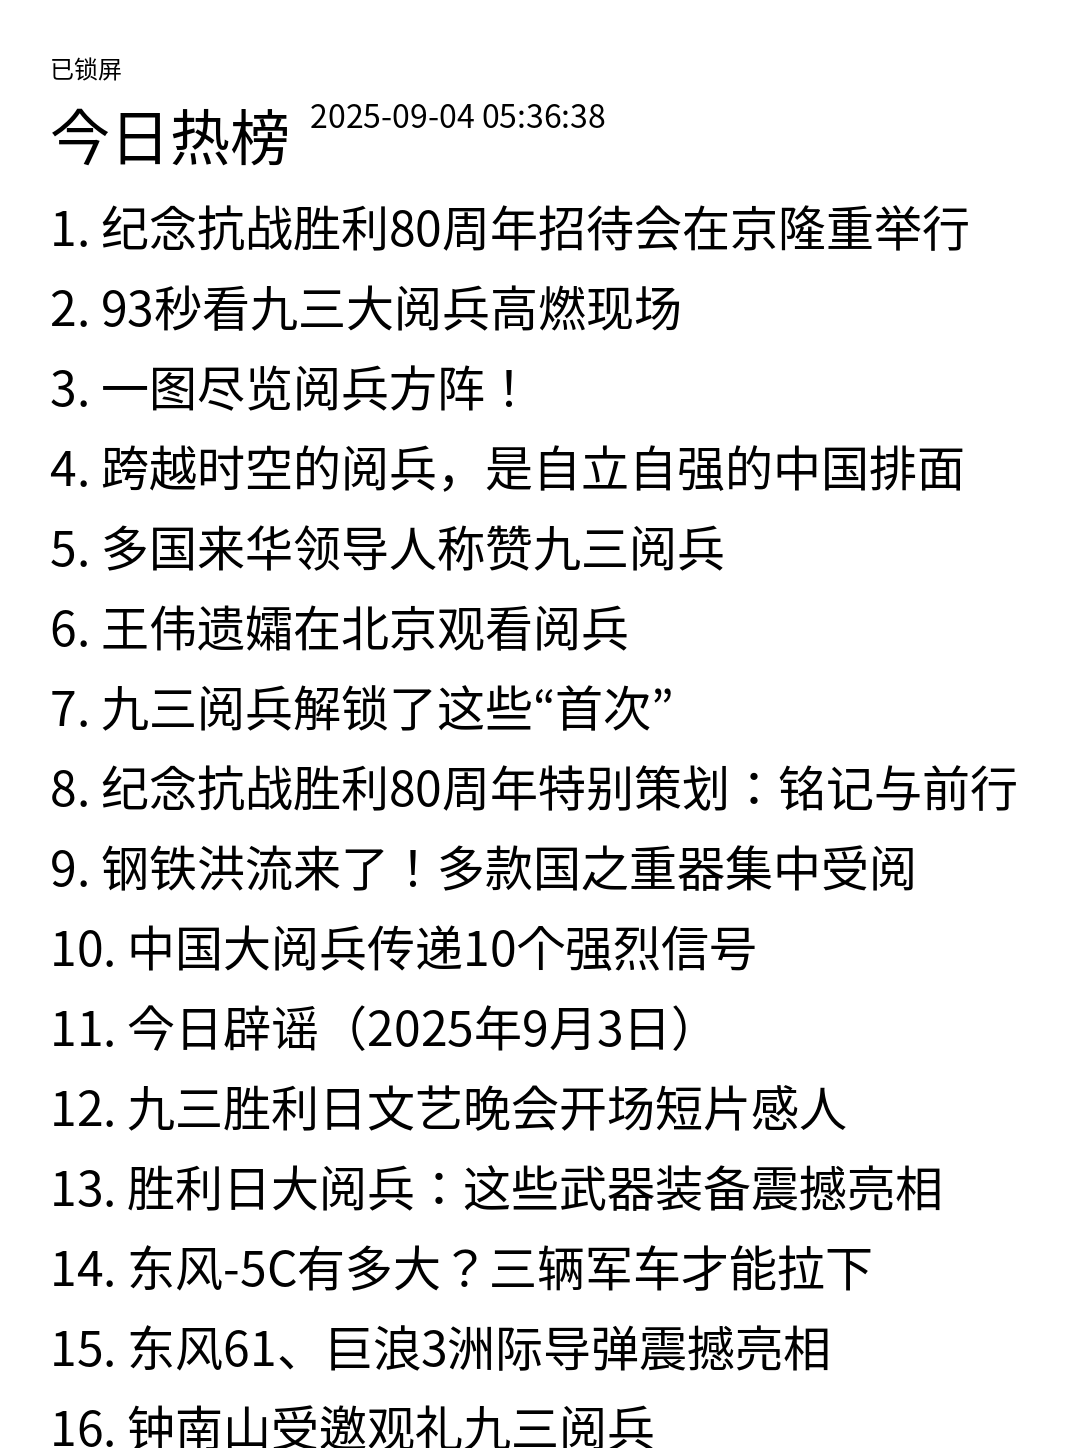 已锁屏
今日热榜 2025-09-04 05:36:38
1. 纪念抗战胜利80周年招待会在京隆重举行
2. 93秒看九三大阅兵高燃现场
3. 一图尽览阅兵方阵！
4. 跨越时空的阅兵，是自立自强的中国排面
5. 多国来华领导人称赞九三阅兵
6. 王伟遗孀在北京观看阅兵
7. 九三阅兵解锁了这些“首次”
8. 纪念抗战胜利80周年特别策划：铭记与前行
9. 钢铁洪流来了！多款国之重器集中受阅
10. 中国大阅兵传递10个强烈信号
11. 今日辟谣（2025年9月3日）
12. 九三胜利日文艺晚会开场短片感人
13. 胜利日大阅兵：这些武器装备震撼亮相
14. 东风-5C有多大？三辆军车才能拉下
15. 东风61、巨浪3洲际导弹震撼亮相
16. 钟南山受邀观礼九三阅兵